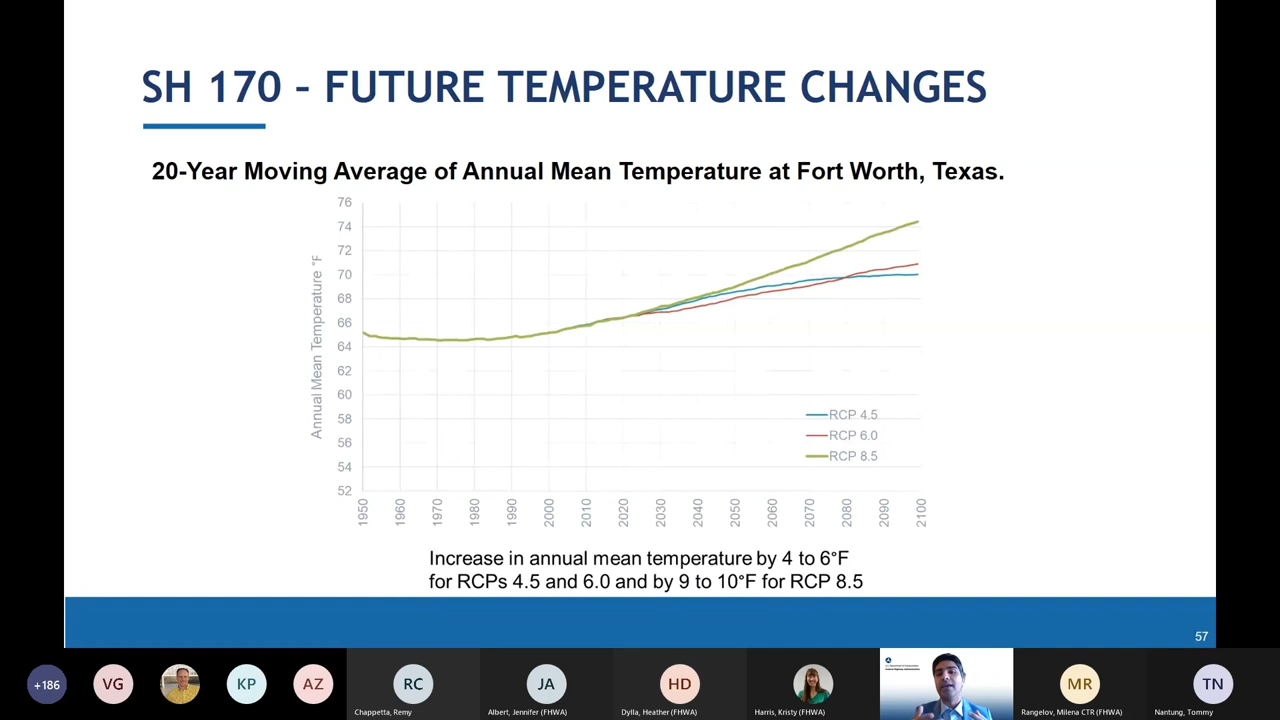 SH 170 – FUTURE TEMPERATURE CHANGES
20-Year Moving Average of Annual Mean Temperature at Fort Worth, Texas.
Annual Mean Temperature °F
76
74
72
70
68
66
64
62
60
58
56
54
52
RCP 4.5
RCP 6.0
RCP 8.5
1950 1960 1970 1980 1990 2000 2010 2020 2030 2040 2050 2060 2070 2080 2090 2100
Increase in annual mean temperature by 4 to 6°F
for RCPs 4.5 and 6.0 and by 9 to 10°F for RCP 8.5
57
+186 VG KP AZ RC JA HD MR TN
Chappetta, Remy
Albert, Jennifer (FHWA)
Dylla, Heather (FHWA)
Harris, Kristy (FHWA)
Rangelov, Milena CTR (FHWA)
Nantung, Tommy